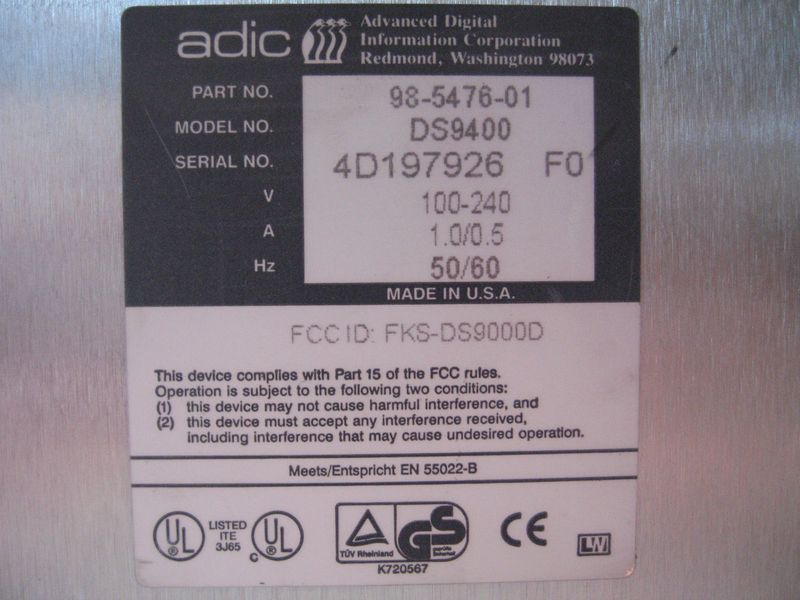 adic Advanced Digital
Information Corporation
Redmond, Washington 98073
PART NO. 98-5476-01
MODEL NO. DS9400
SERIAL NO. 4D197926 F0
V 100-240
A 1.0/0.5
Hz 50/60
MADE IN U.S.A.
FCC ID: FKS-DS9000D
This device complies with Part 15 of the FCC rules.
Operation is subject to the following two conditions:
(1) this device may not cause harmful interference, and
(2) this device must accept any interference received,
including interference that may cause undesired operation.
Meets/Entspricht EN 55022-B
UL LISTED
ITE
3J65
C UL
TÜV Rheinland
GS
geprüfte
Sicherheit
K720567
CE
LW